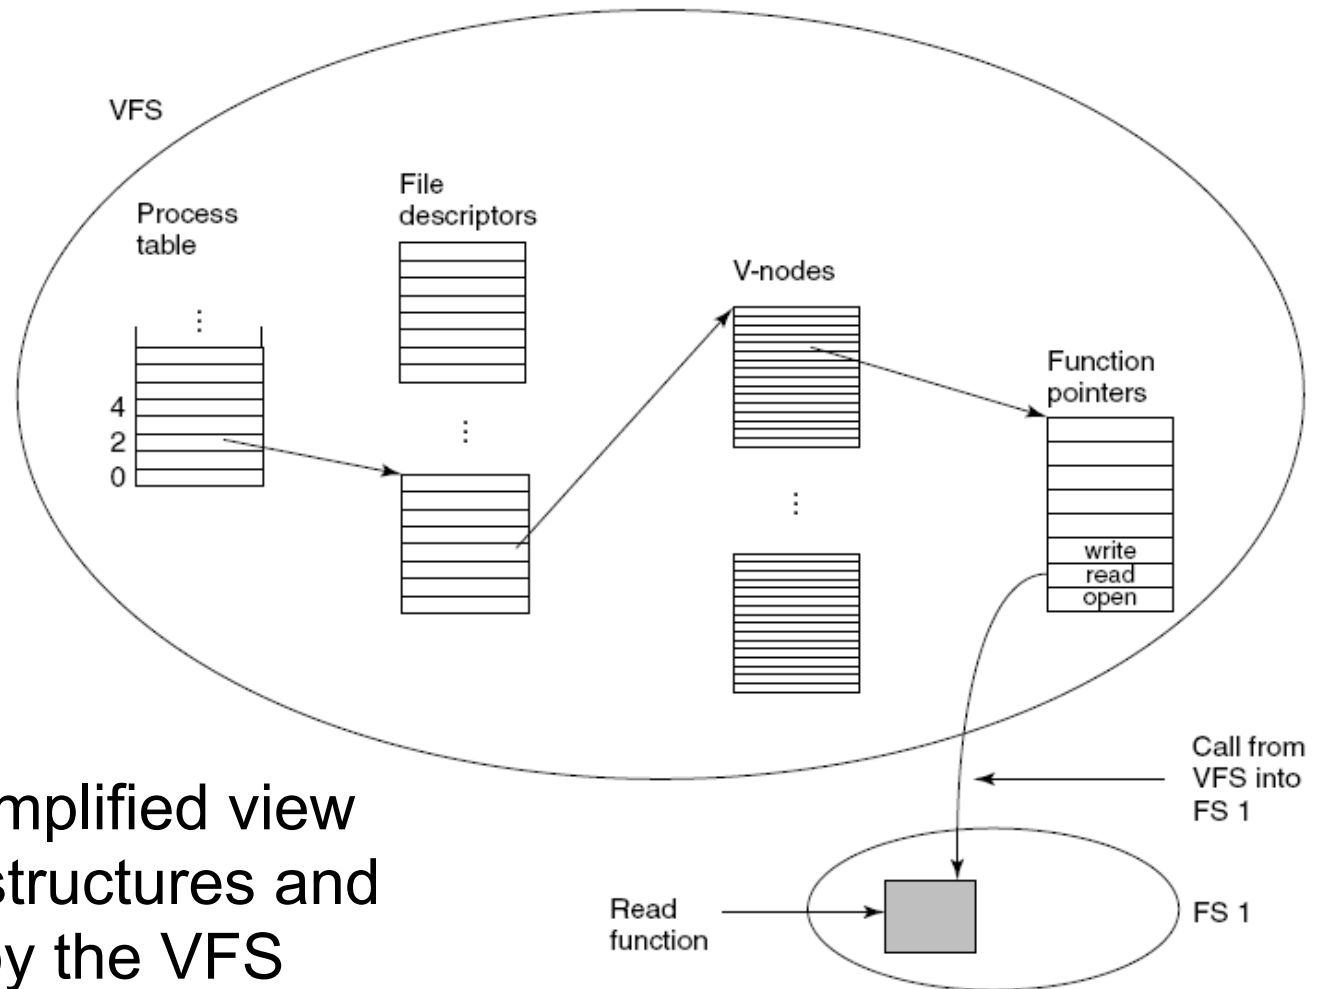 VFS
Process
table
File
descriptors
V-nodes
Function
pointers
4
2
0
write
read
open
Call from
VFS into
FS 1
mplified view
structures and
by the VFS
Read
function
FS 1